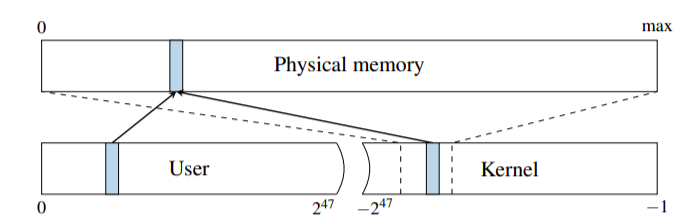 0 max
Physical memory
User Kernel
0 2^47 −2^47 −1